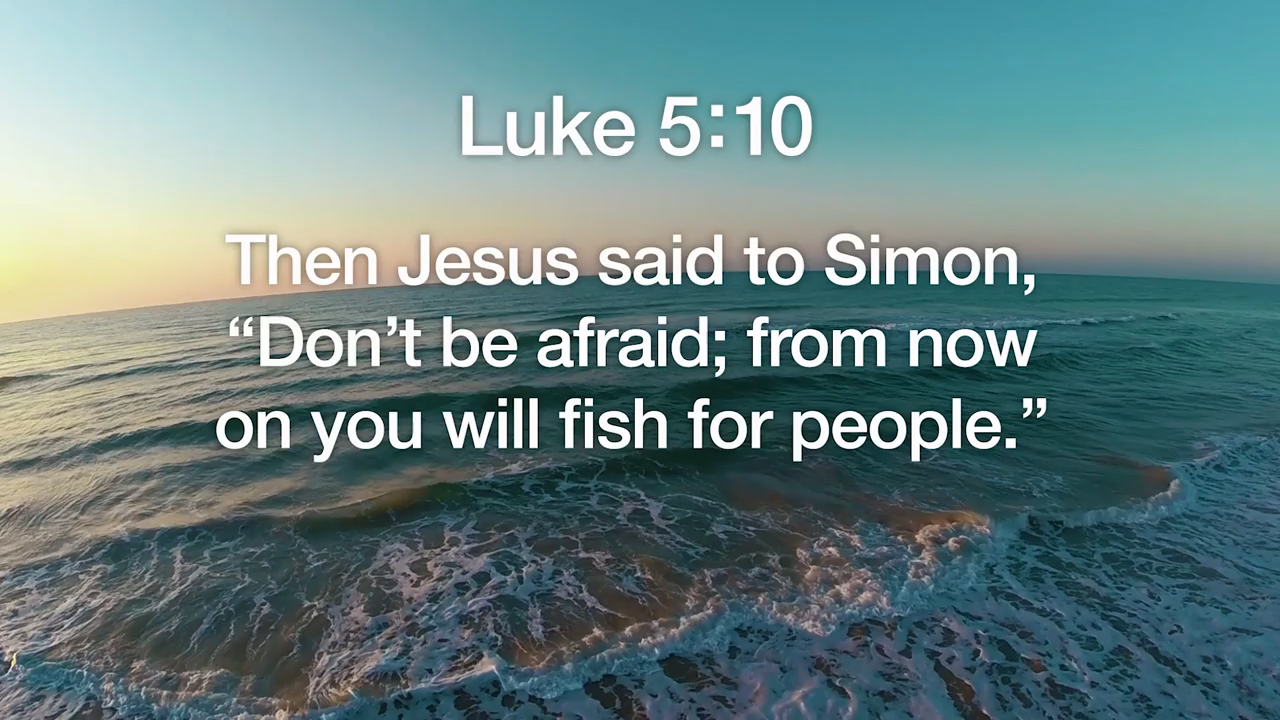 Luke 5:10
Then Jesus said to Simon,
“Don’t be afraid; from now
on you will fish for people.”